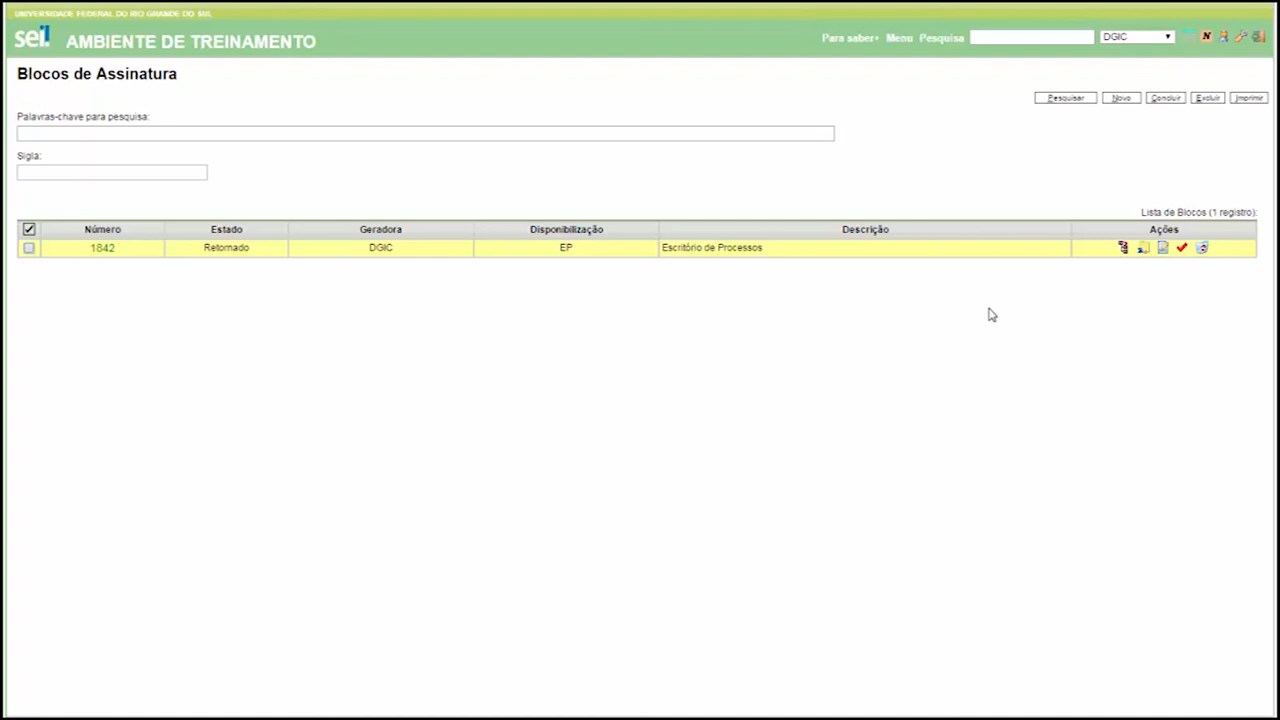 UNIVERSIDADE FEDERAL DO RIO GRANDE DO SUL
sei! AMBIENTE DE TREINAMENTO
Para saber+ Menu Pesquisa DGIC
Blocos de Assinatura
Pesquisar Novo Concluir Excluir Imprimir
Palavras-chave para pesquisa:
Sigla:
Lista de Blocos (1 registro):
Número Estado Geradora Disponibilização Descrição Ações
1842 Retornado DGIC EP Escritório de Processos